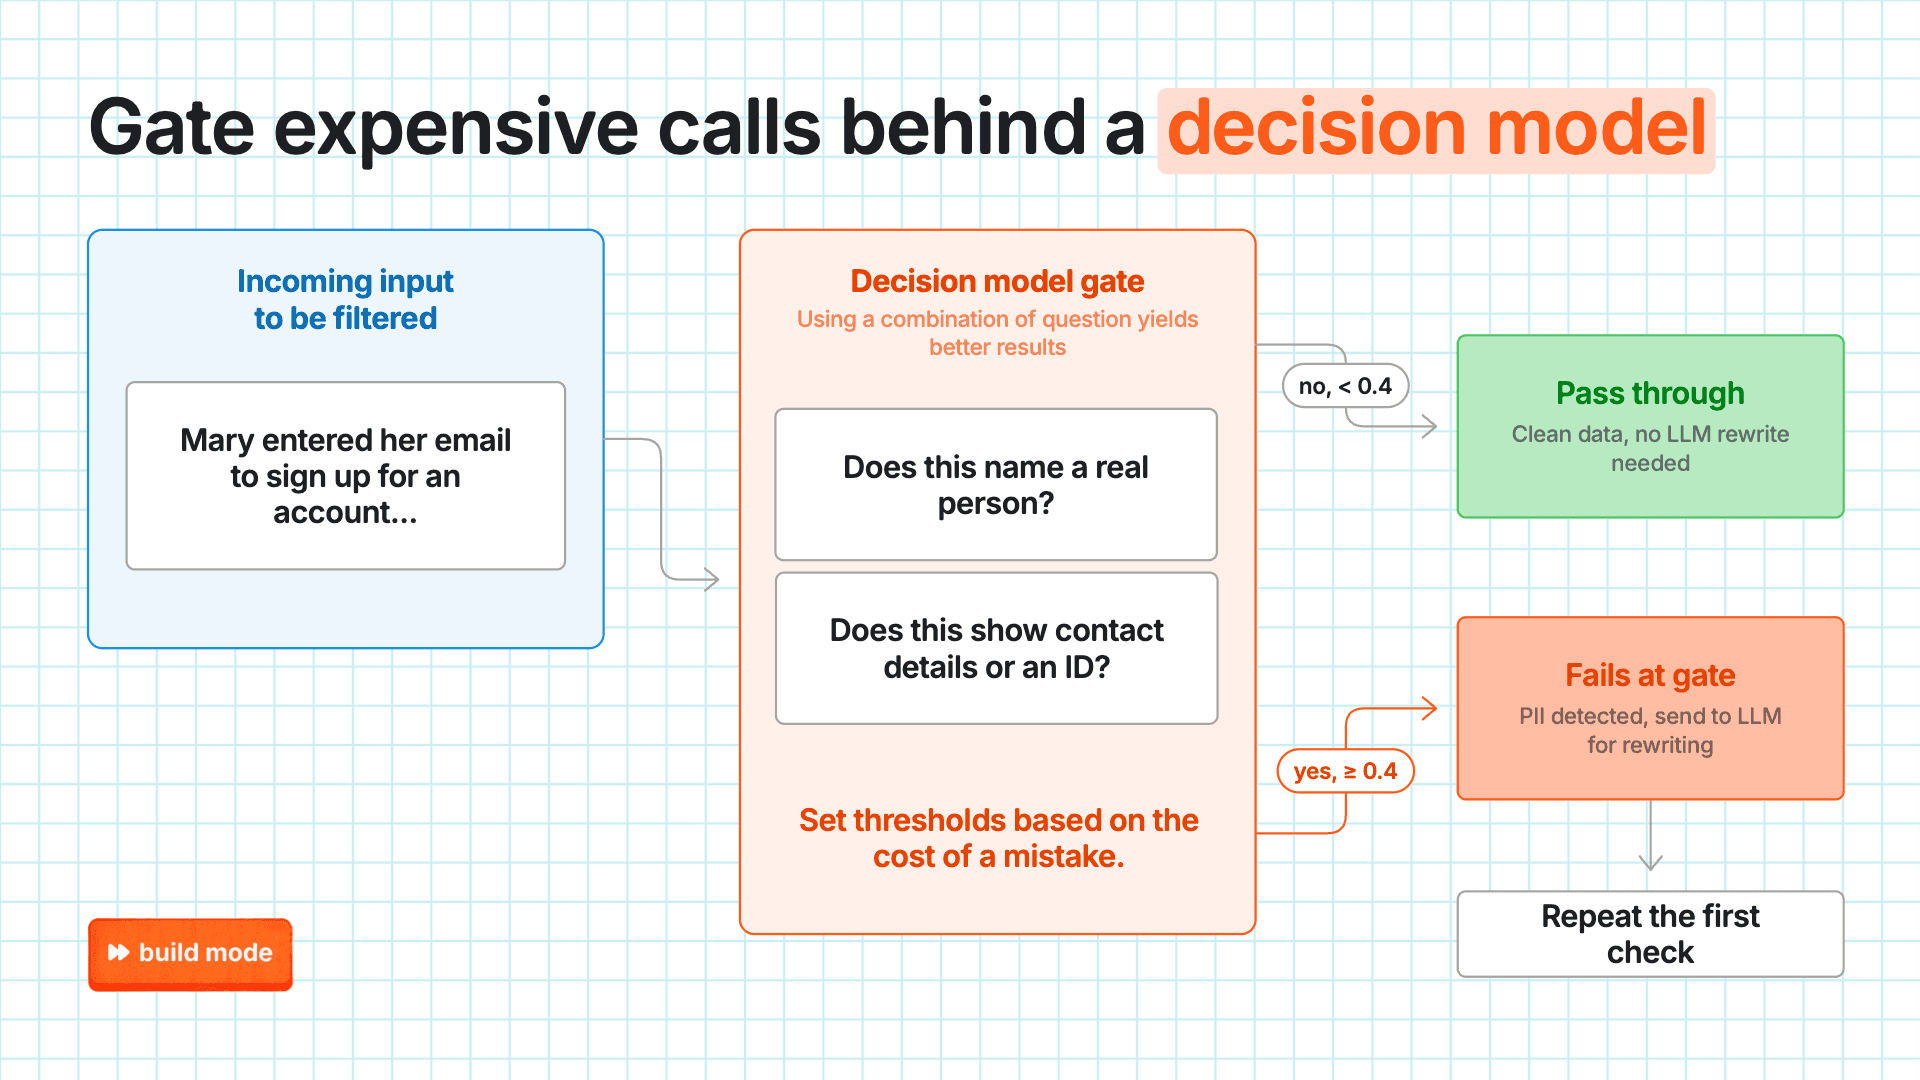 Gate expensive calls behind a decision model
Incoming input
to be filtered
Mary entered her email
to sign up for an
account...
Decision model gate
Using a combination of question yields
better results
Does this name a real
person?
Does this show contact
details or an ID?
Set thresholds based on the
cost of a mistake.
no, < 0.4
Pass through
Clean data, no LLM rewrite
needed
yes, ≥ 0.4
Fails at gate
PII detected, send to LLM
for rewriting
Repeat the first
check
build mode